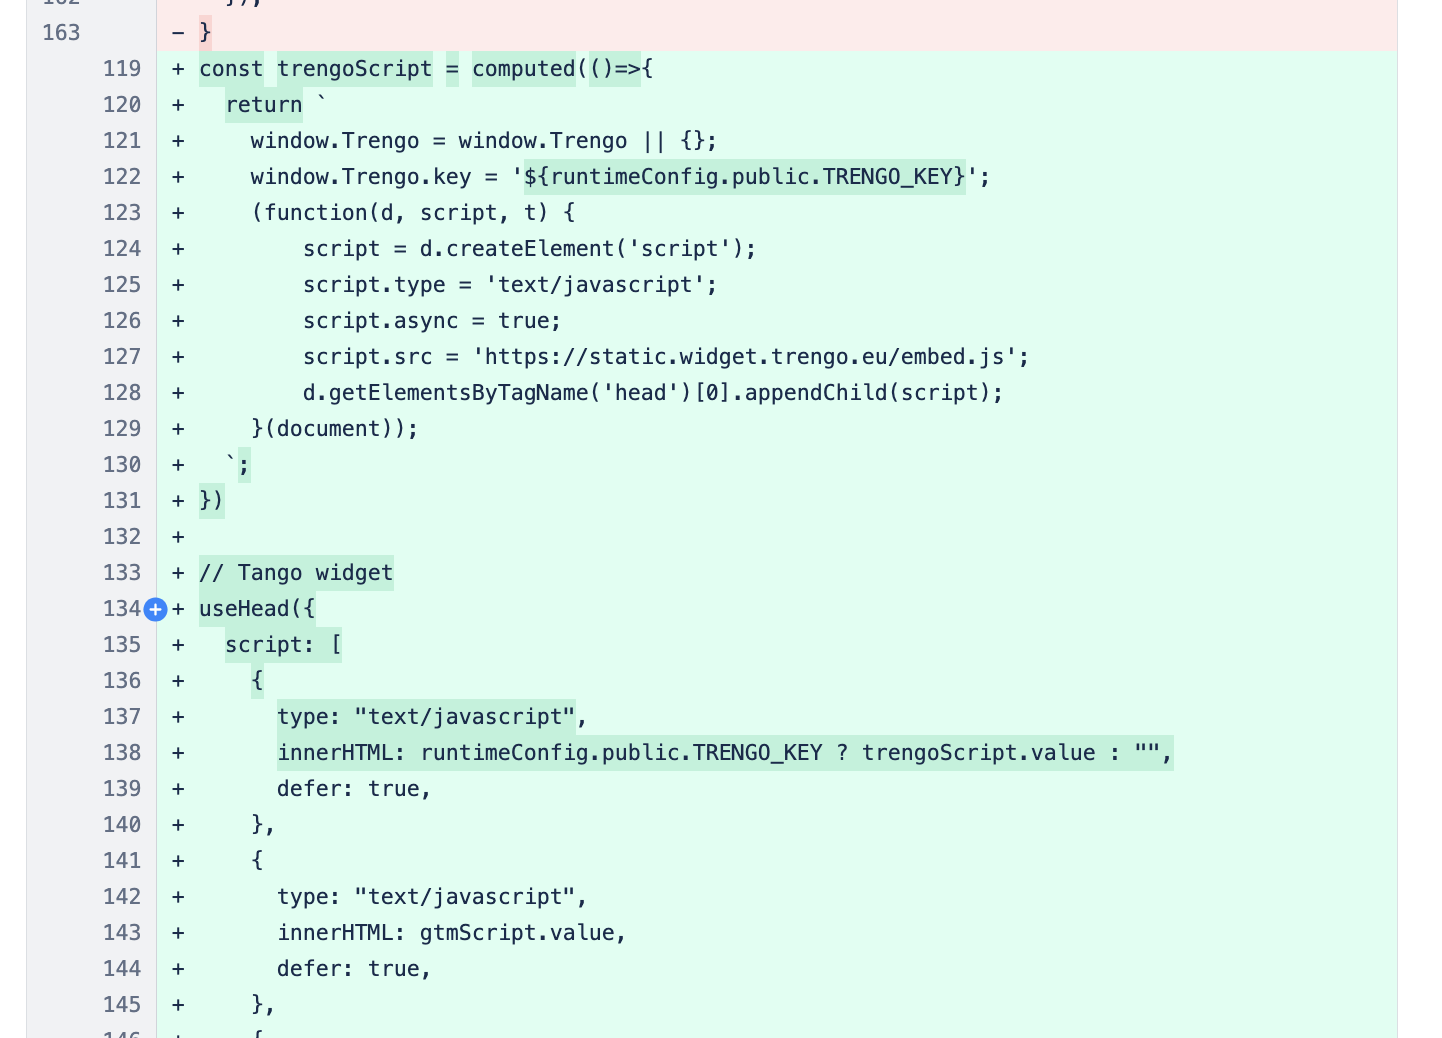 163 − }
119 + const trengoScript = computed(()=>{
120 +   return `
121 +     window.Trengo = window.Trengo || {};
122 +     window.Trengo.key = '${runtimeConfig.public.TRENGO_KEY}';
123 +     (function(d, script, t) {
124 +         script = d.createElement('script');
125 +         script.type = 'text/javascript';
126 +         script.async = true;
127 +         script.src = 'https://static.widget.trengo.eu/embed.js';
128 +         d.getElementsByTagName('head')[0].appendChild(script);
129 +     }(document));
130 +   `;
131 + })
132 +
133 + // Tango widget
134 + + useHead({
135 +   script: [
136 +     {
137 +       type: "text/javascript",
138 +       innerHTML: runtimeConfig.public.TRENGO_KEY ? trengoScript.value : "",
139 +       defer: true,
140 +     },
141 +     {
142 +       type: "text/javascript",
143 +       innerHTML: gtmScript.value,
144 +       defer: true,
145 +     },